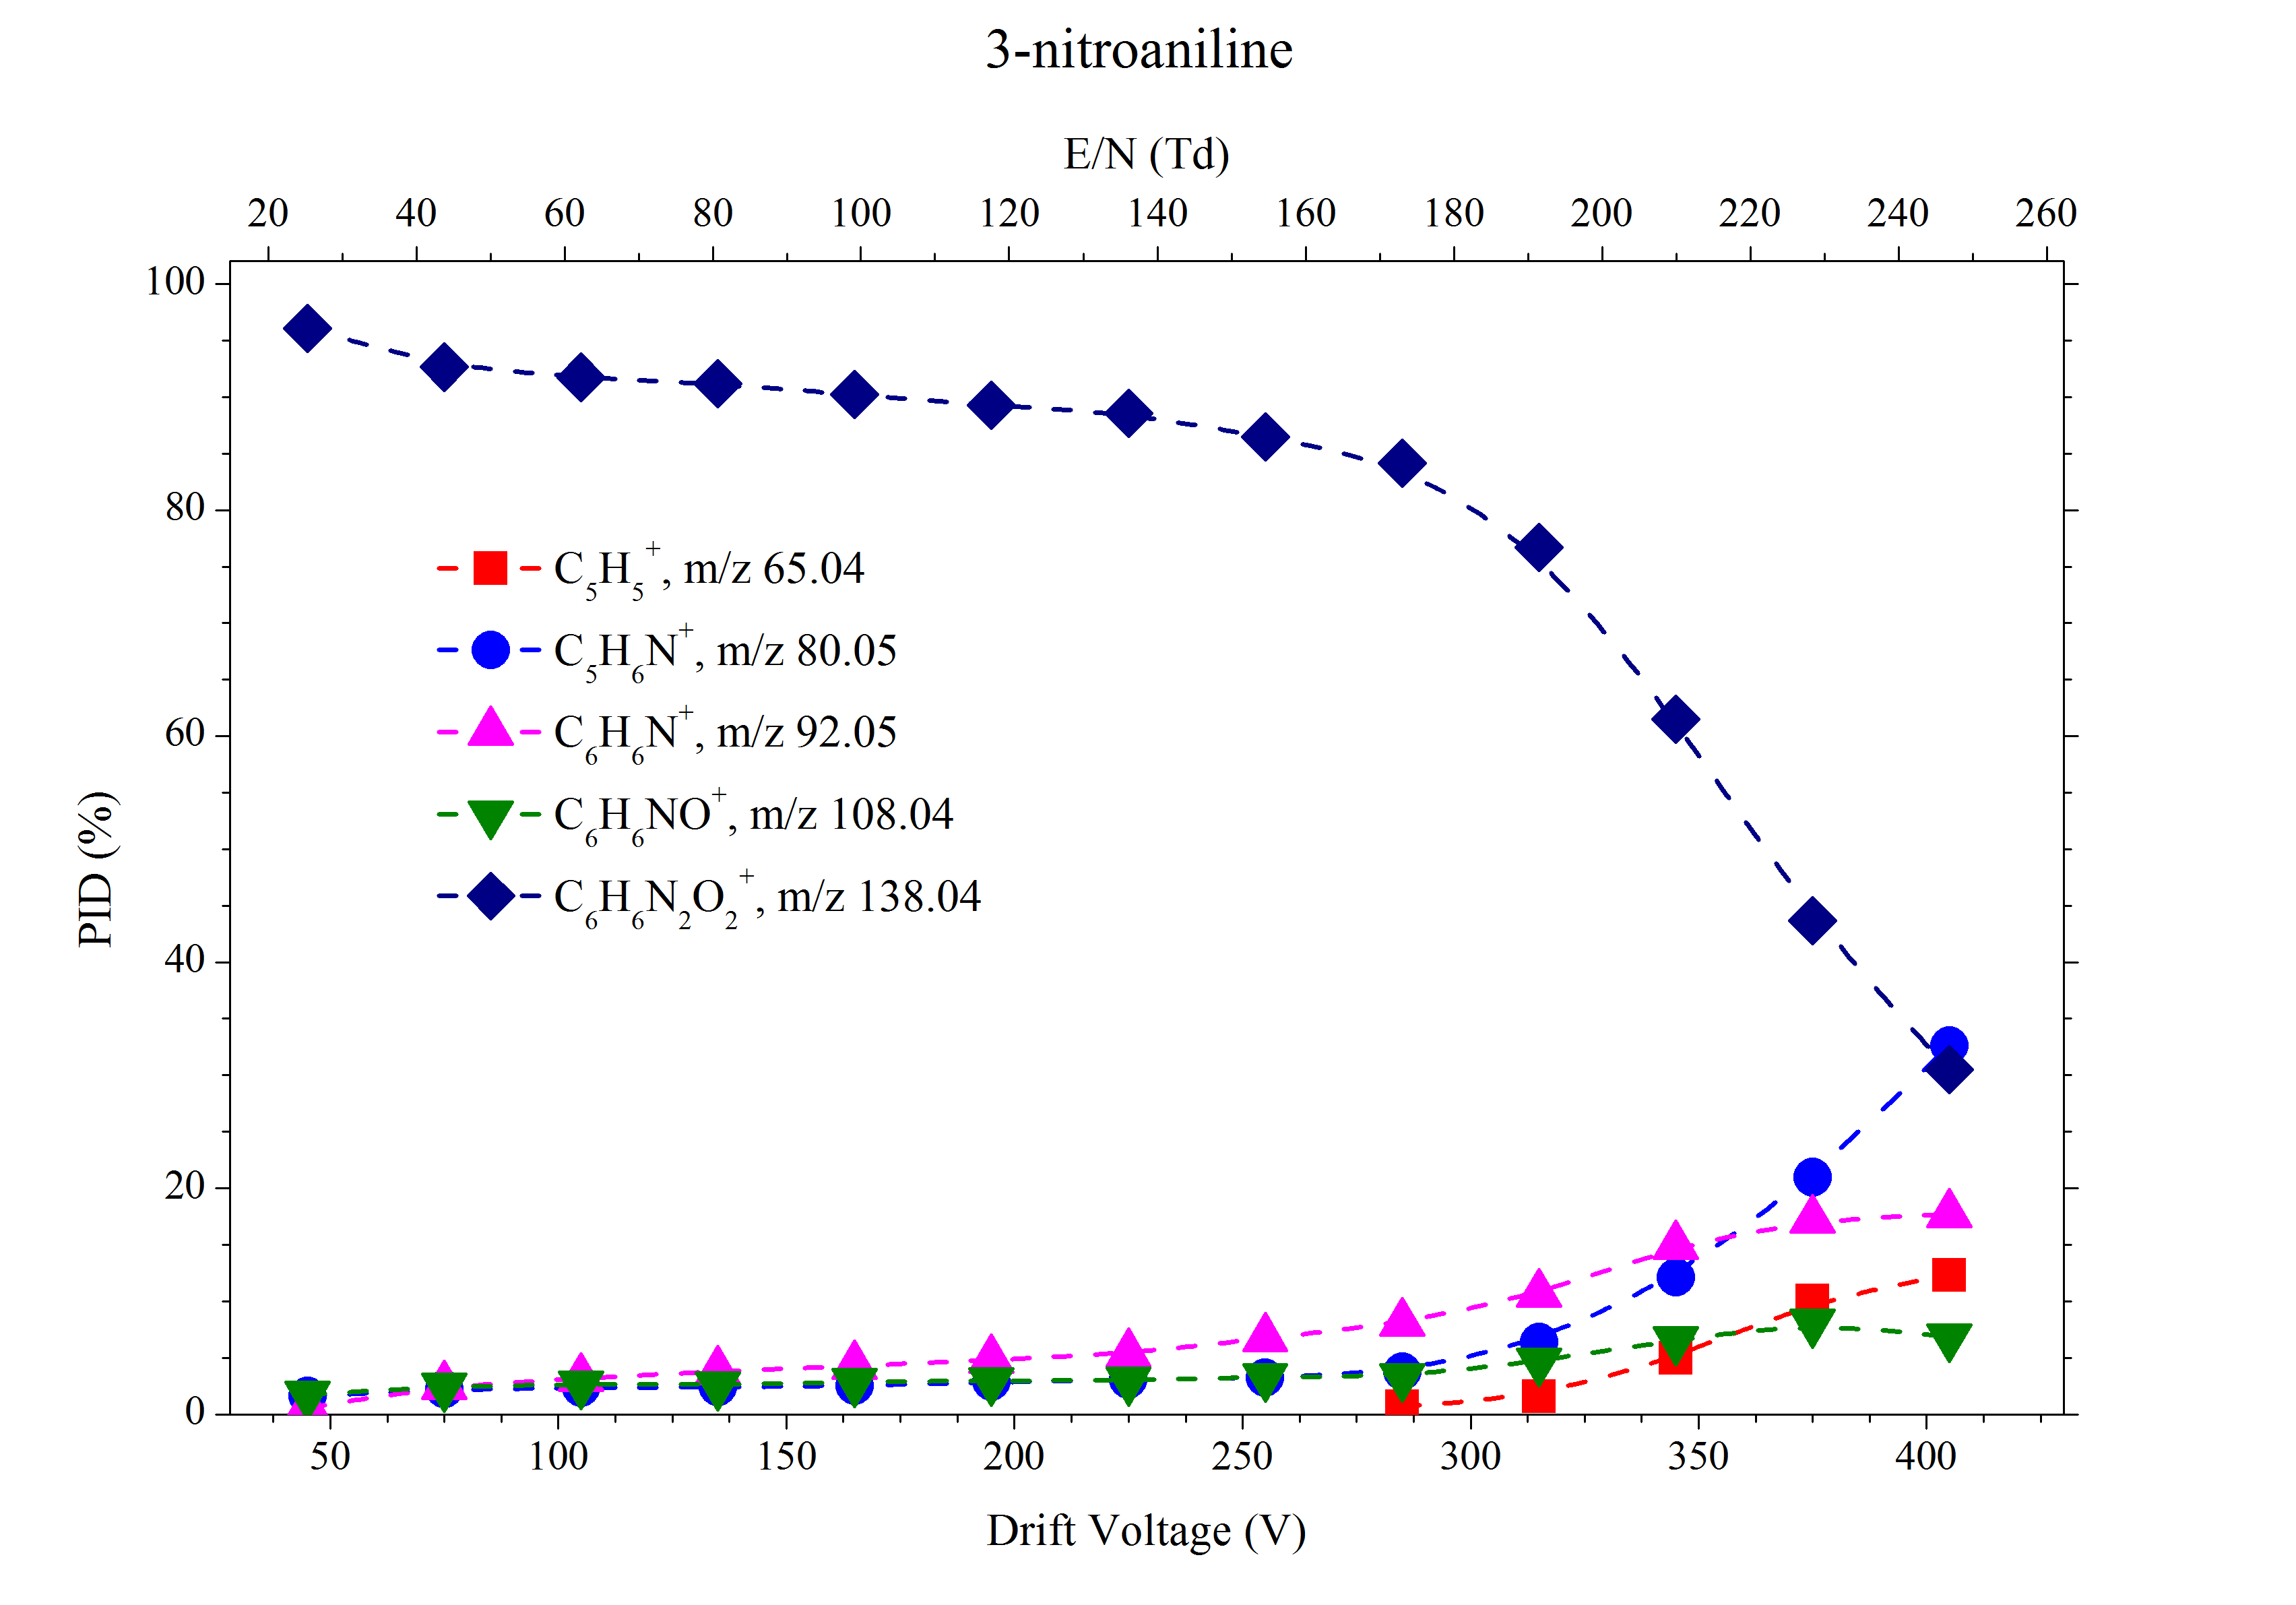 3-nitroaniline
E/N (Td)
20 40 60 80 100 120 140 160 180 200 220 240 260
100
80
60
40
20
0
PID (%)
C5H5+, m/z 65.04
C5H6N+, m/z 80.05
C6H6N+, m/z 92.05
C6H6NO+, m/z 108.04
C6H6N2O2+, m/z 138.04
50 100 150 200 250 300 350 400
Drift Voltage (V)